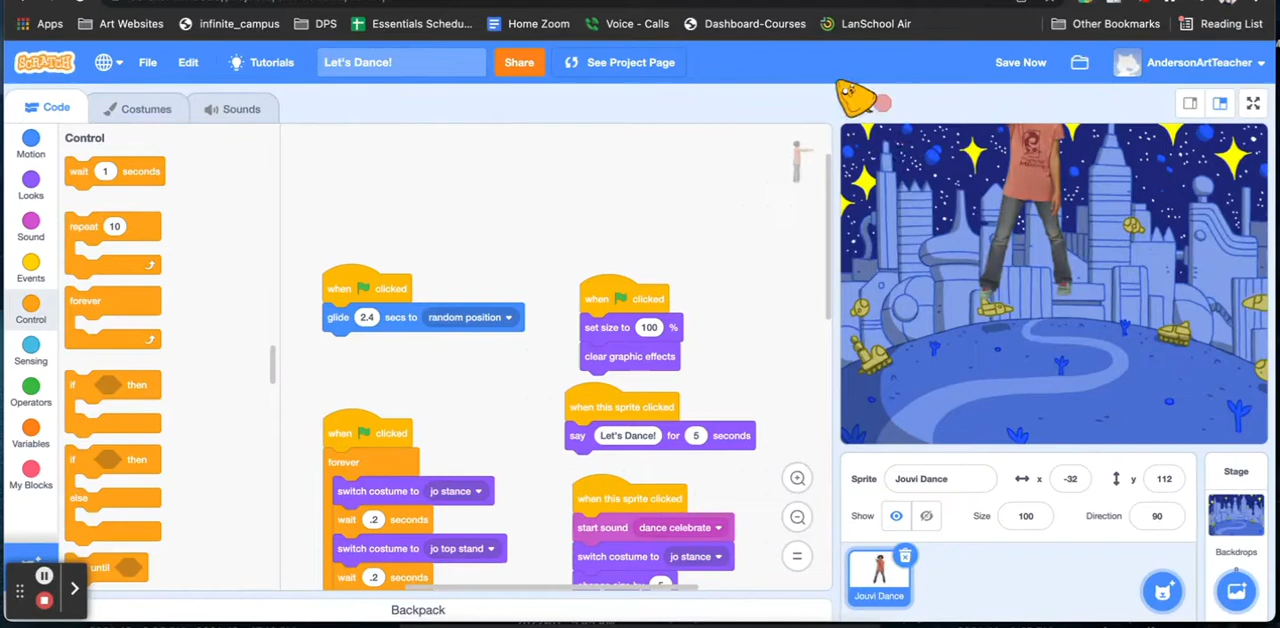 Apps Art Websites infinite_campus DPS Essentials Schedu... Home Zoom Voice - Calls Dashboard-Courses LanSchool Air Other Bookmarks Reading List
SCRATCH File Edit Tutorials Let's Dance! Share See Project Page Save Now AndersonArtTeacher
Code Costumes Sounds
Motion
Looks
Sound
Events
Control
Sensing
Operators
Variables
My Blocks
Control
wait 1 seconds
repeat 10
forever
if then
if then
else
until
when clicked
glide 2.4 secs to random position
when clicked
forever
switch costume to jo stance
wait .2 seconds
switch costume to jo top stand
wait .2 seconds
when clicked
set size to 100 %
clear graphic effects
when this sprite clicked
say Let's Dance! for 5 seconds
when this sprite clicked
start sound dance celebrate
switch costume to jo stance
change size by 5
Backpack
Sprite Jouvi Dance x -32 y 112
Show Size 100 Direction 90
Jouvi Dance
Stage
Backdrops